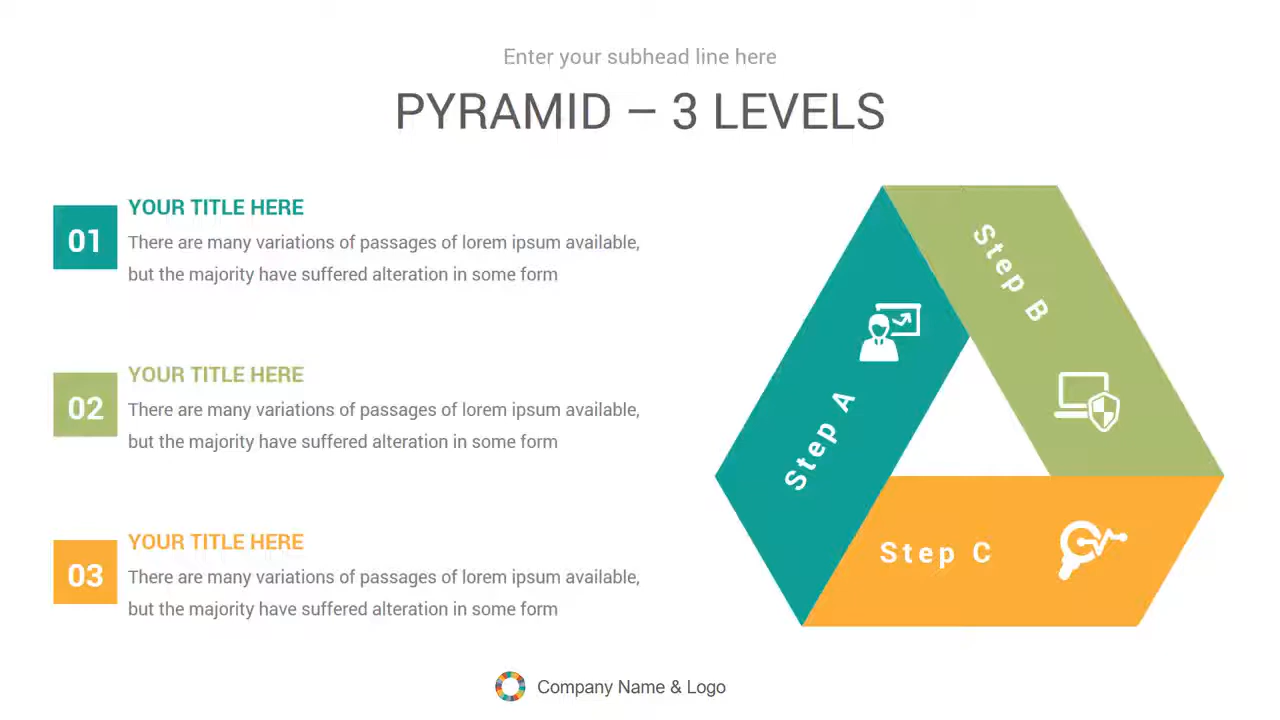 Enter your subhead line here
PYRAMID – 3 LEVELS
01
YOUR TITLE HERE
There are many variations of passages of lorem ipsum available,
but the majority have suffered alteration in some form
02
YOUR TITLE HERE
There are many variations of passages of lorem ipsum available,
but the majority have suffered alteration in some form
03
YOUR TITLE HERE
There are many variations of passages of lorem ipsum available,
but the majority have suffered alteration in some form
Step A
Step B
Step C
Company Name & Logo